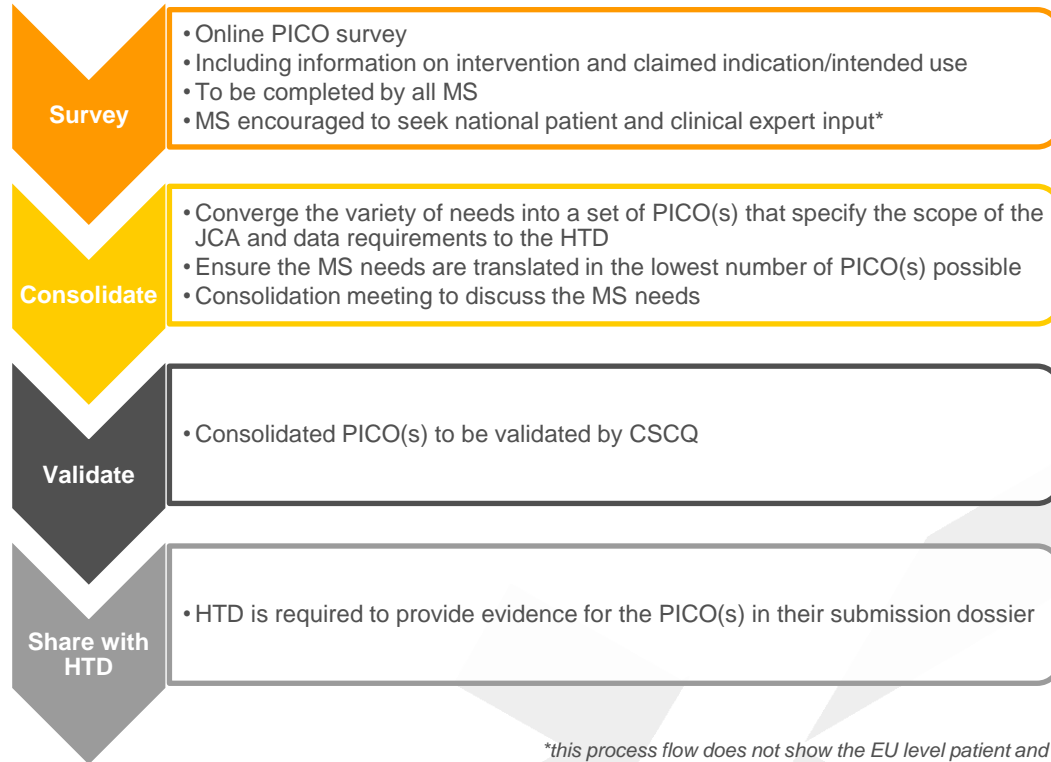 Survey
• Online PICO survey
• Including information on intervention and claimed indication/intended use
• To be completed by all MS
• MS encouraged to seek national patient and clinical expert input*
Consolidate
• Converge the variety of needs into a set of PICO(s) that specify the scope of the
JCA and data requirements to the HTD
• Ensure the MS needs are translated in the lowest number of PICO(s) possible
• Consolidation meeting to discuss the MS needs
Validate
• Consolidated PICO(s) to be validated by CSCQ
Share with
HTD
• HTD is required to provide evidence for the PICO(s) in their submission dossier
*this process flow does not show the EU level patient and